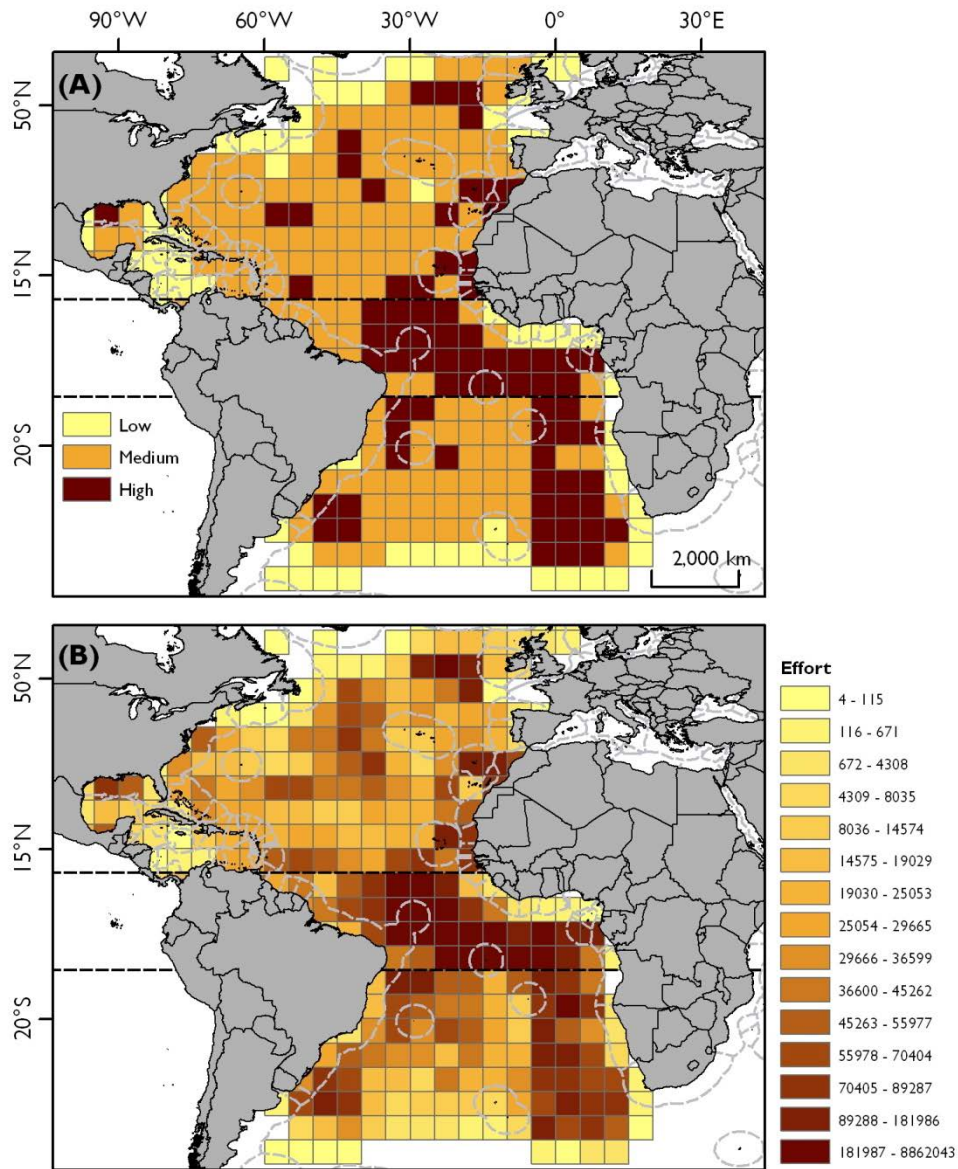 90°W 60°W 30°W 0° 30°E
(A)
50°N
15°N
20°S
Low
Medium
High
2,000 km
(B)
50°N
15°N
20°S
Effort
4 - 115
116 - 671
672 - 4308
4309 - 8035
8036 - 14574
14575 - 19029
19030 - 25053
25054 - 29665
29666 - 36599
36600 - 45262
45263 - 55977
55978 - 70404
70405 - 89287
89288 - 181986
181987 - 8862043